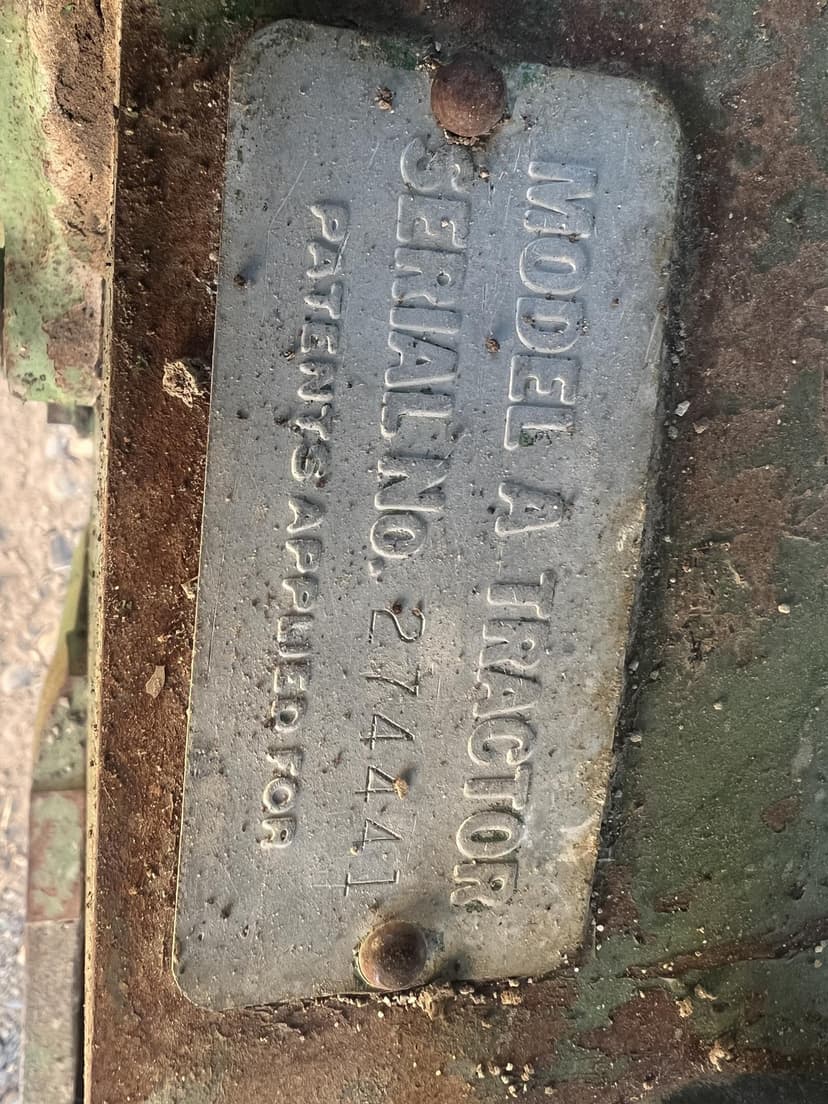 MODEL A TRACTOR
SERIAL NO. 274441
PATENTS APPLIED FOR